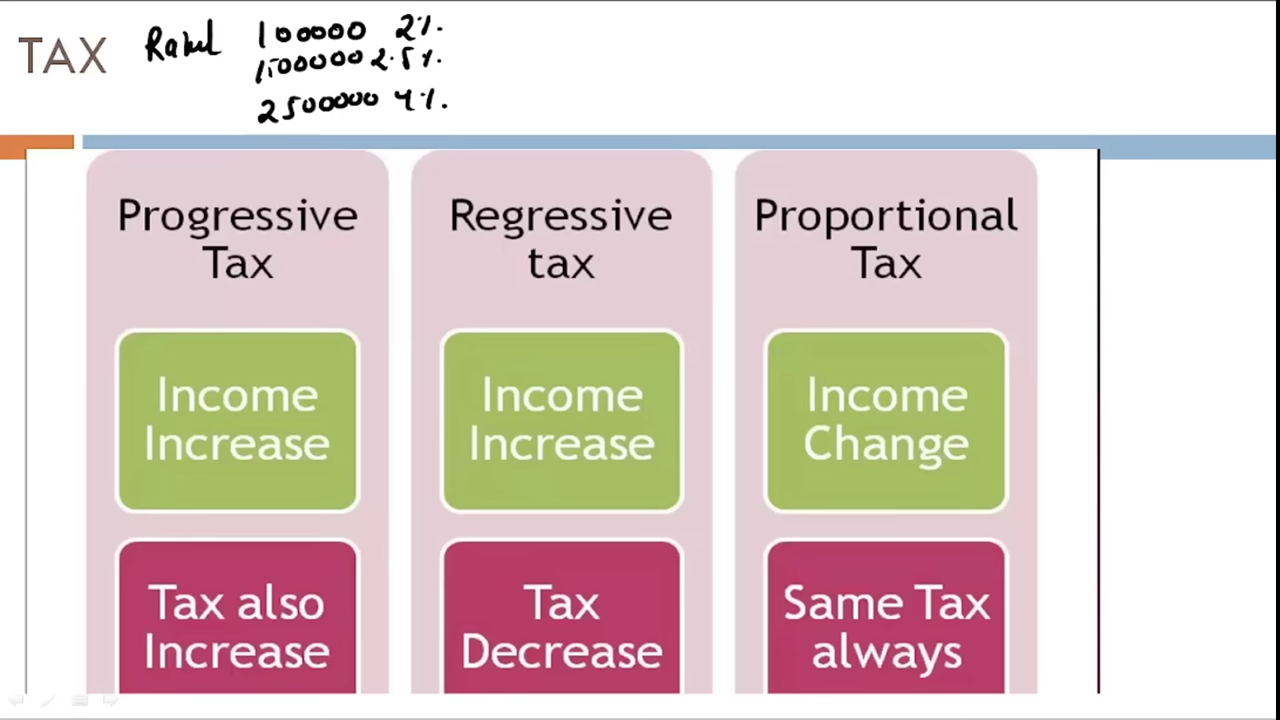 TAX
Rahul 100000 2%.
1500000 2.5%.
2500000 4%.
Progressive
Tax
Income
Increase
Tax also
Increase
Regressive
tax
Income
Increase
Tax
Decrease
Proportional
Tax
Income
Change
Same Tax
always